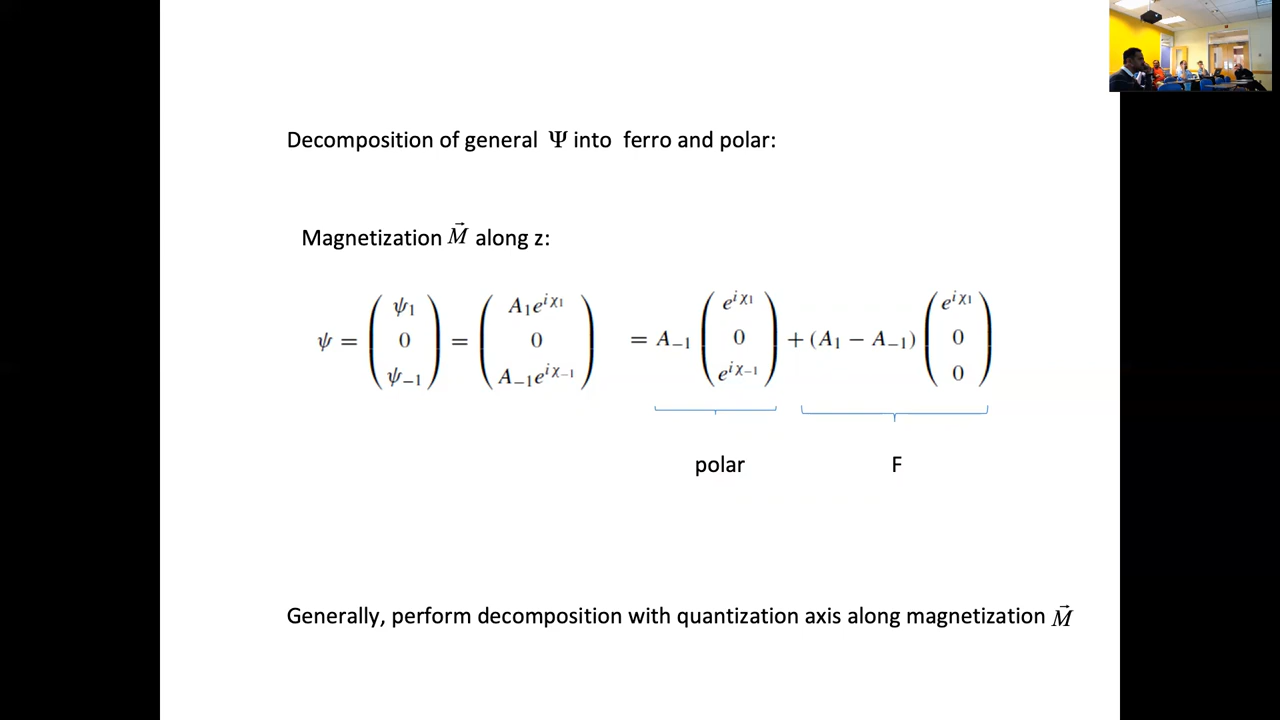 Decomposition of general Ψ into ferro and polar:
Magnetization M⃗ along z:
ψ = ( ψ₁ 0 ψ₋₁ ) = ( A₁e^{iχ₁} 0 A₋₁e^{iχ₋₁} ) = A₋₁ ( e^{iχ₁} 0 e^{iχ₋₁} ) + (A₁ − A₋₁) ( e^{iχ₁} 0 0 )
polar F
Generally, perform decomposition with quantization axis along magnetization M⃗